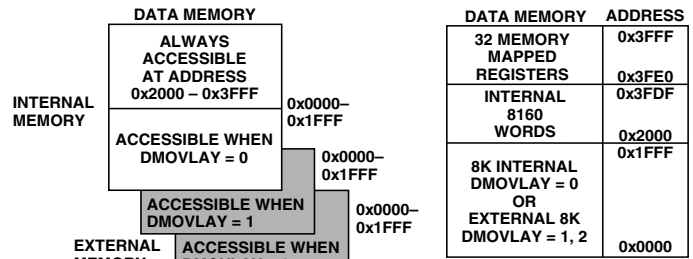 DATA MEMORY
ALWAYS
ACCESSIBLE
AT ADDRESS
0x2000 – 0x3FFF
INTERNAL
MEMORY
0x0000–
0x1FFF
ACCESSIBLE WHEN
DMOVLAY = 0
0x0000–
0x1FFF
ACCESSIBLE WHEN
DMOVLAY = 1
0x0000–
0x1FFF
EXTERNAL
ACCESSIBLE WHEN
DATA MEMORY ADDRESS
32 MEMORY
MAPPED
REGISTERS
0x3FFF
0x3FE0
INTERNAL
8160
WORDS
0x3FDF
0x2000
8K INTERNAL
DMOVLAY = 0
OR
EXTERNAL 8K
DMOVLAY = 1, 2
0x1FFF
0x0000